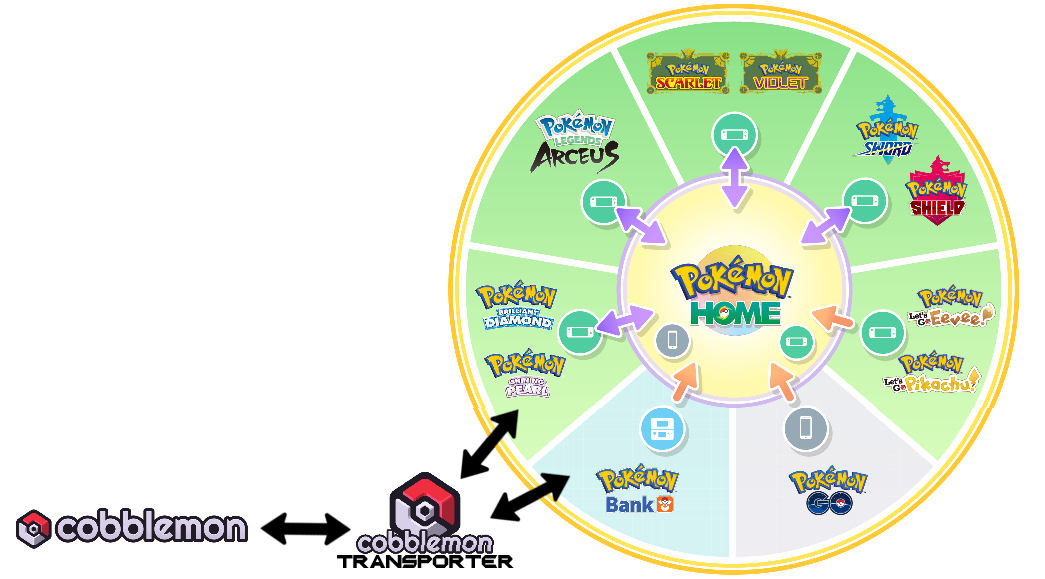 POKÉMON
SCARLET
POKÉMON
VIOLET
POKÉMON
LEGENDS
ARCEUS
POKÉMON
SWORD
POKÉMON
SHIELD
POKÉMON
HOME
POKÉMON
BRILLIANT
DIAMOND
POKÉMON
SHINING
PEARL
POKÉMON
Let's Go Eevee!
POKÉMON
Let's Go Pikachu!
POKÉMON
Bank
POKÉMON
GO
cobblemon
cobblemon
TRANSPORTER